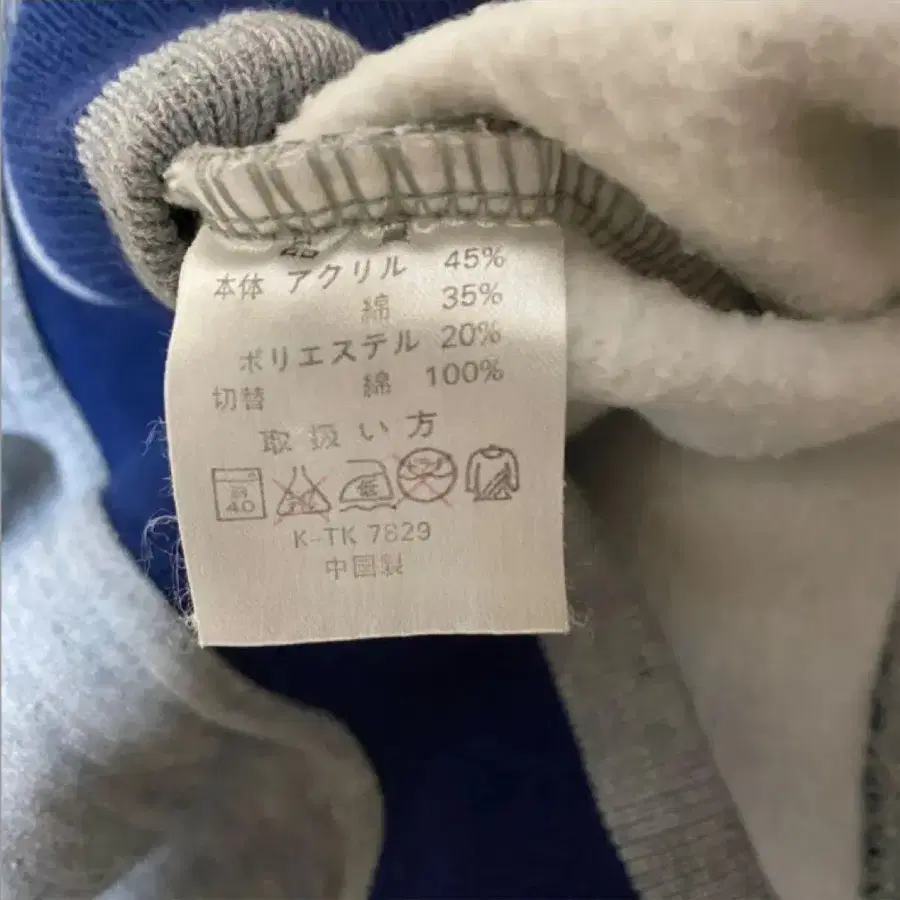 本体 アクリル 45%
綿 35%
ポリエステル 20%
切替 綿 100%
取扱い方
40 低
K-TK 7829
中国製